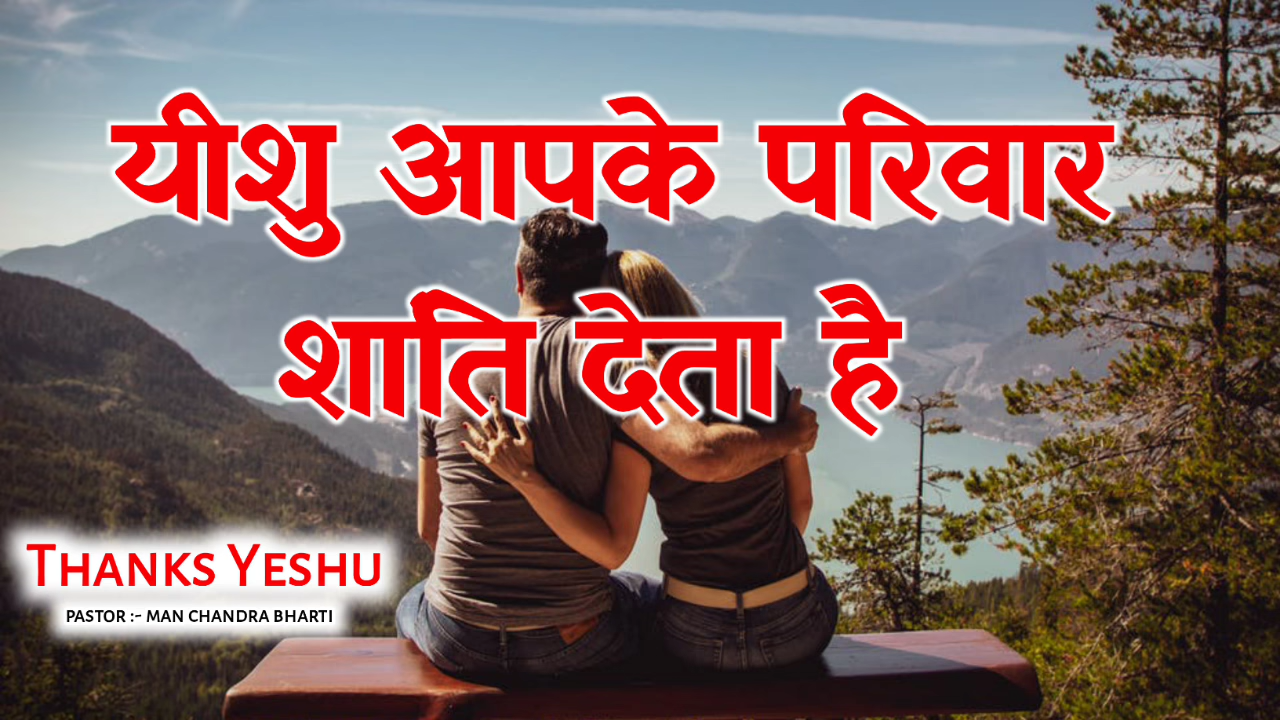 यीशु आपके परिवार
शांति देता है
Thanks Yeshu
PASTOR :- MAN CHANDRA BHARTI